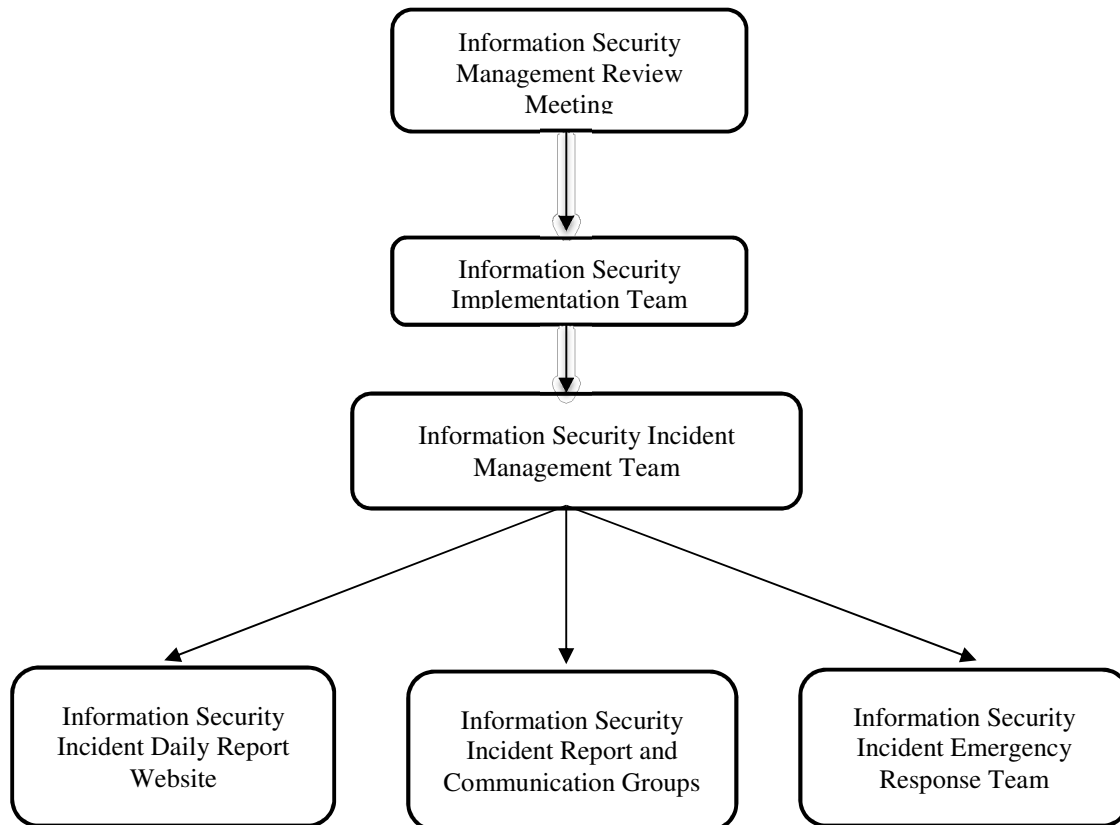 Information Security
Management Review
Meeting
Information Security
Implementation Team
Information Security Incident
Management Team
Information Security
Incident Daily Report
Website
Information Security
Incident Report and
Communication Groups
Information Security
Incident Emergency
Response Team